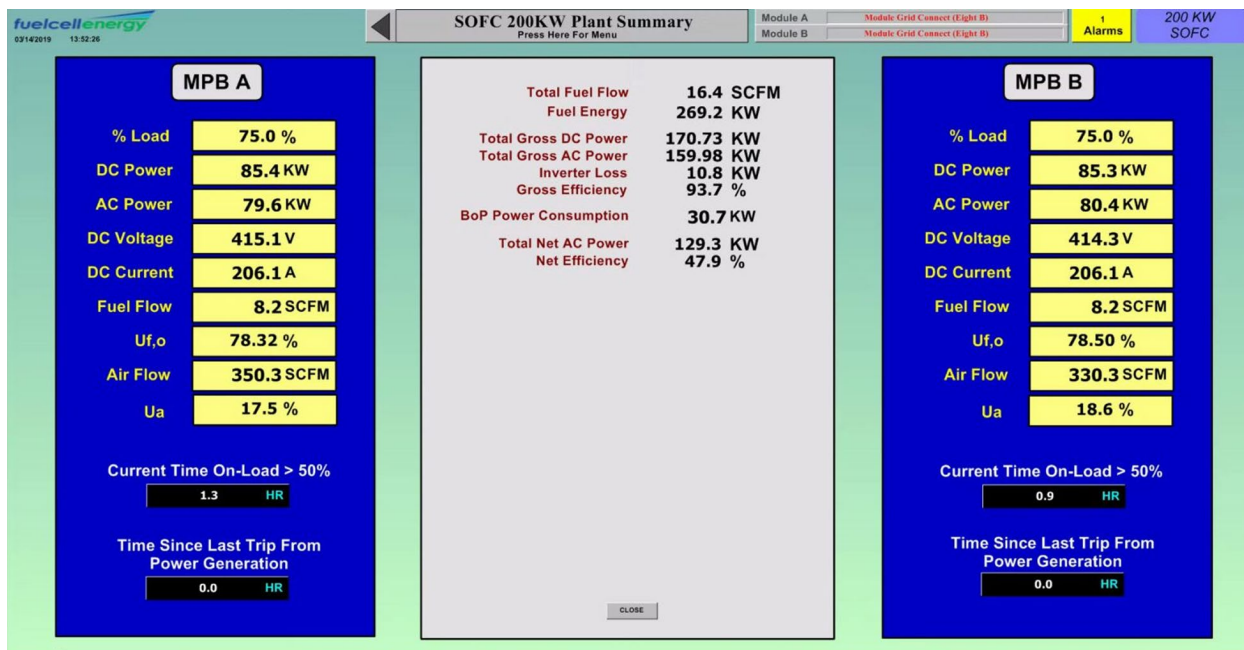 fuelcellenergy
03/14/2019 13:52:26
SOFC 200KW Plant Summary
Press Here For Menu
Module A Module Grid Connect (Eight B)
Module B Module Grid Connect (Eight B)
1
Alarms
200 KW
SOFC
MPB A
% Load 75.0 %
DC Power 85.4 KW
AC Power 79.6 KW
DC Voltage 415.1 V
DC Current 206.1 A
Fuel Flow 8.2 SCFM
Uf,o 78.32 %
Air Flow 350.3 SCFM
Ua 17.5 %
Current Time On-Load > 50%
1.3 HR
Time Since Last Trip From
Power Generation
0.0 HR
Total Fuel Flow 16.4 SCFM
Fuel Energy 269.2 KW
Total Gross DC Power 170.73 KW
Total Gross AC Power 159.98 KW
Inverter Loss 10.8 KW
Gross Efficiency 93.7 %
BoP Power Consumption 30.7 KW
Total Net AC Power 129.3 KW
Net Efficiency 47.9 %
CLOSE
MPB B
% Load 75.0 %
DC Power 85.3 KW
AC Power 80.4 KW
DC Voltage 414.3 V
DC Current 206.1 A
Fuel Flow 8.2 SCFM
Uf,o 78.50 %
Air Flow 330.3 SCFM
Ua 18.6 %
Current Time On-Load > 50%
0.9 HR
Time Since Last Trip From
Power Generation
0.0 HR